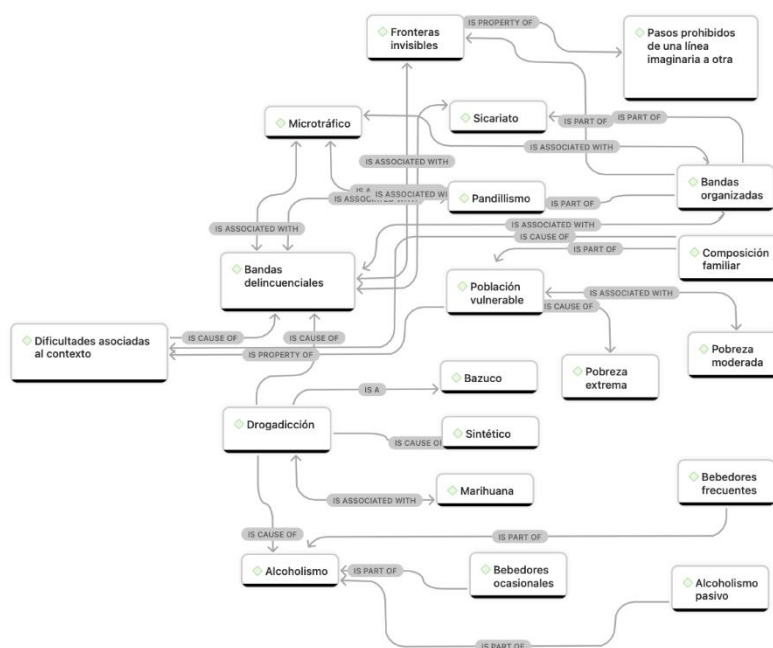 Fronteras
invisibles
IS PROPERTY OF
Pasos prohibidos
de una línea
imaginaria a otra
Microtráfico
Sicariato
IS PART OF
IS PART OF
IS ASSOCIATED WITH
IS ASSOCIATED WITH
IS ASSOCIATED WI
Pandillismo
IS PART OF
Bandas
organizadas
IS ASSOCIATED WITH
IS ASSOCIATED WITH
IS CAUSE OF
IS PART OF
Composición
familiar
Bandas
delincuenciales
Población
vulnerable
IS ASSOCIATED WITH
IS CAUSE OF
Dificultades asociadas
al contexto
IS CAUSE OF
IS CAUSE OF
IS PROPERTY OF
Pobreza
extrema
Pobreza
moderada
IS A
Bazuco
Drogadicción
IS CAUSE OF
Sintético
IS ASSOCIATED WITH
Marihuana
Bebedores
frecuentes
IS CAUSE OF
IS PART OF
Alcoholismo
IS PART OF
Bebedores
ocasionales
Alcoholismo
pasivo
IS PART OF